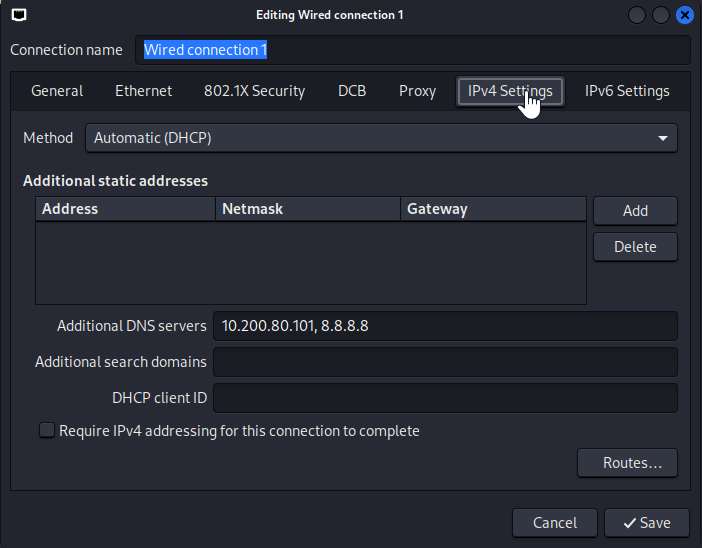 Editing Wired connection 1
Connection name Wired connection 1
General Ethernet 802.1X Security DCB Proxy IPv4 Settings IPv6 Settings
Method Automatic (DHCP)
Additional static addresses
Address Netmask Gateway
Add
Delete
Additional DNS servers 10.200.80.101, 8.8.8.8
Additional search domains
DHCP client ID
Require IPv4 addressing for this connection to complete
Routes…
Cancel Save